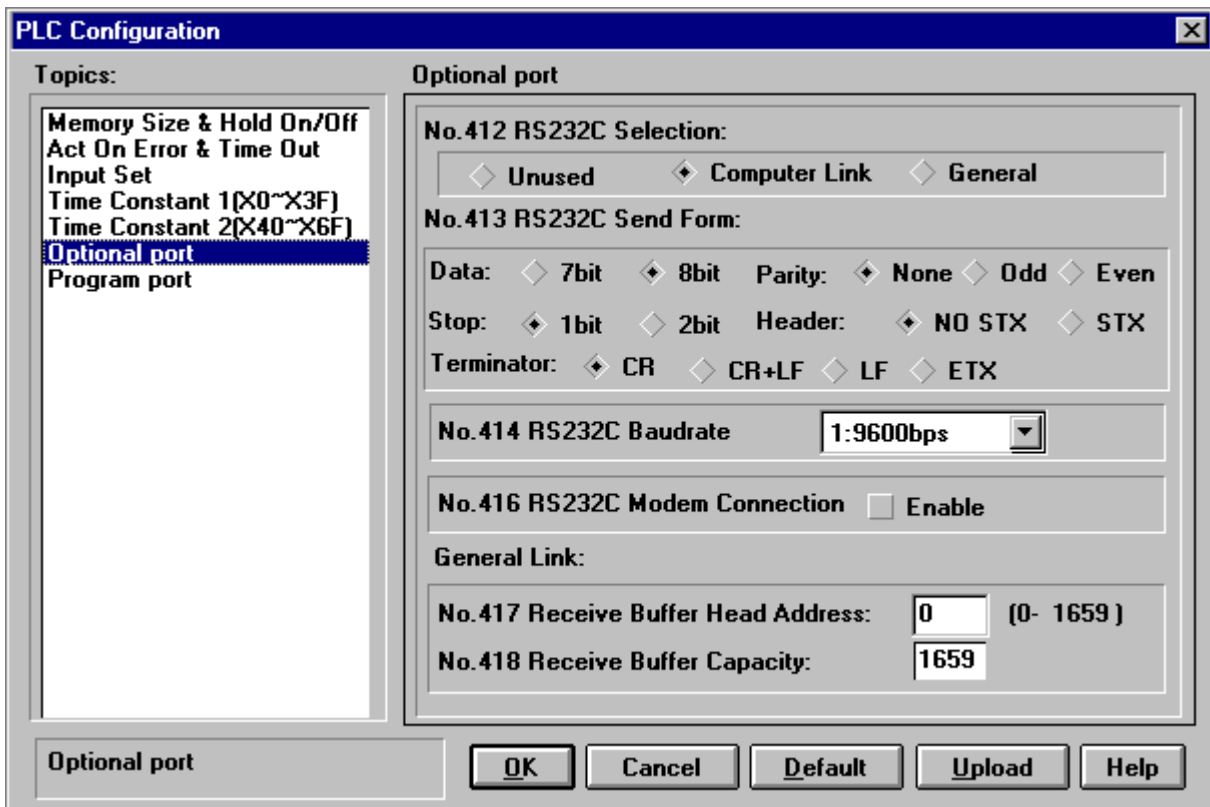 PLC Configuration
Topics:
Memory Size & Hold On/Off
Act On Error & Time Out
Input Set
Time Constant 1(X0~X3F)
Time Constant 2(X40~X6F)
Optional port
Program port
Optional port
No.412 RS232C Selection:
Unused Computer Link General
No.413 RS232C Send Form:
Data: 7bit 8bit Parity: None Odd Even
Stop: 1bit 2bit Header: NO STX STX
Terminator: CR CR+LF LF ETX
No.414 RS232C Baudrate 1:9600bps
No.416 RS232C Modem Connection Enable
General Link:
No.417 Receive Buffer Head Address: 0 (0- 1659 )
No.418 Receive Buffer Capacity: 1659
Optional port
OK Cancel Default Upload Help